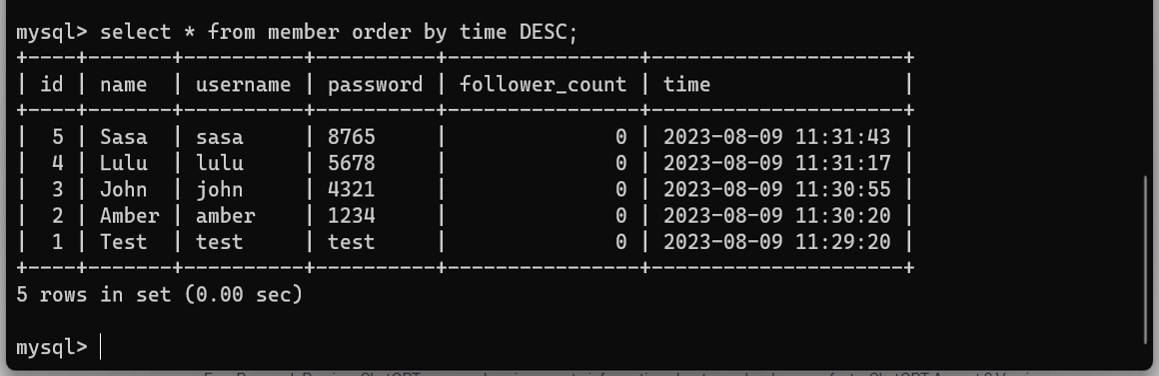 mysql> select * from member order by time DESC;
+----+-------+----------+----------+----------------+---------------------+
| id | name  | username | password | follower_count | time                |
+----+-------+----------+----------+----------------+---------------------+
|  5 | Sasa  | sasa     | 8765     |              0 | 2023-08-09 11:31:43 |
|  4 | Lulu  | lulu     | 5678     |              0 | 2023-08-09 11:31:17 |
|  3 | John  | john     | 4321     |              0 | 2023-08-09 11:30:55 |
|  2 | Amber | amber    | 1234     |              0 | 2023-08-09 11:30:20 |
|  1 | Test  | test     | test     |              0 | 2023-08-09 11:29:20 |
+----+-------+----------+----------+----------------+---------------------+
5 rows in set (0.00 sec)
mysql>